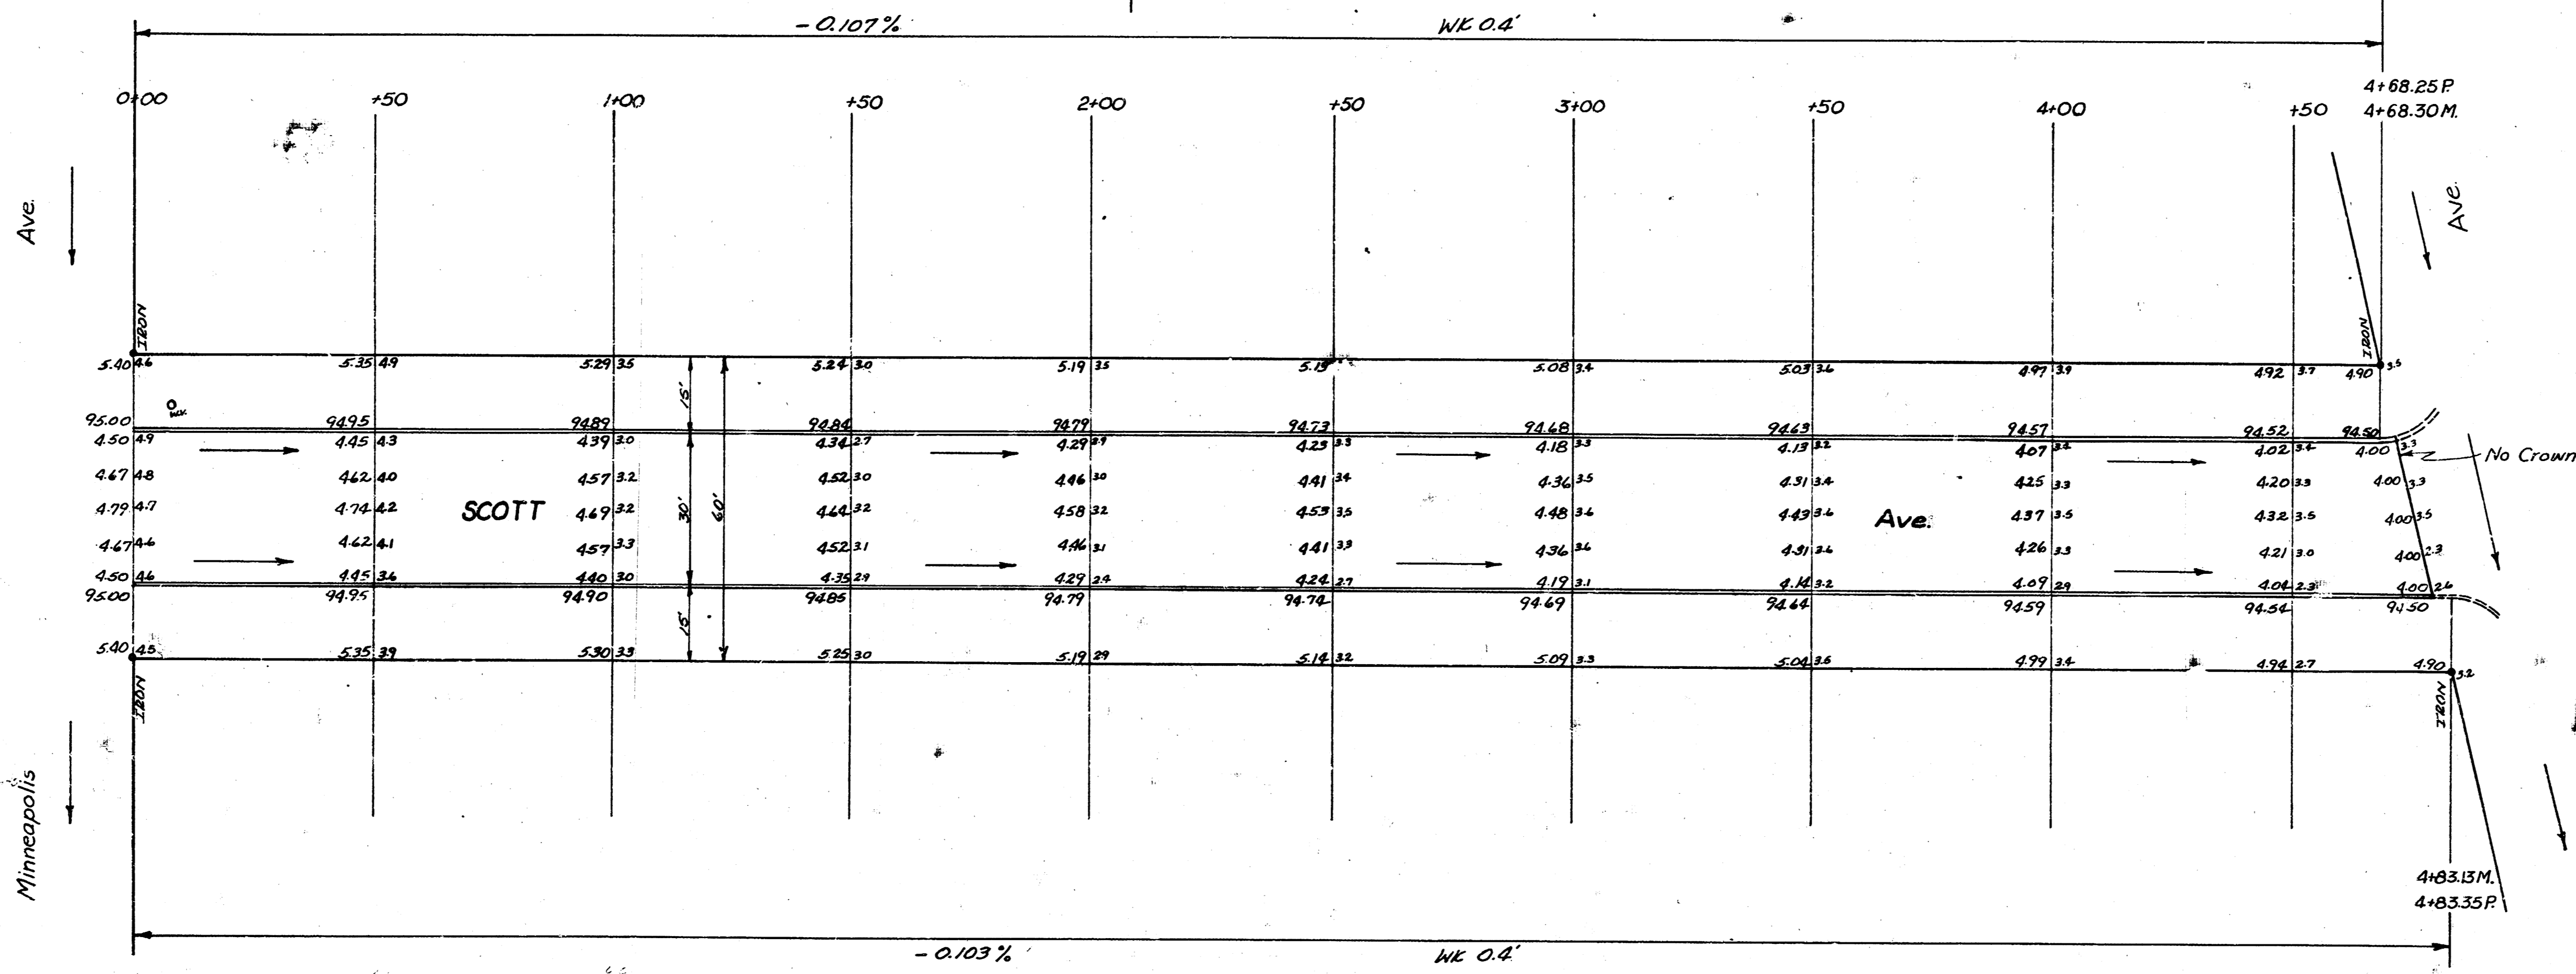 - 0.107% WK 0.4'
4+68.25 P.
4+68.30 M.
0+00 +50 1+00 +50 2+00 +50 3+00 +50 4+00 +50
Ave.
Ave.
IRON
IRON
5.40 4.6 5.35 4.9 5.29 3.5 5.24 3.0 5.19 3.5 5.13 5.08 3.4 5.03 3.6 4.97 3.9 4.92 3.7 4.90 3.5
15'
95.00 94.95 94.89 94.84 94.79 94.73 94.68 94.63 94.57 94.52 94.50
4.50 4.9 4.45 4.3 4.39 3.0 4.34 2.7 4.29 2.9 4.23 3.3 4.18 3.3 4.13 3.2 4.07 3.4 4.02 3.4 4.00 3.3
No Crown
4.67 4.8 4.62 4.0 4.57 3.2 4.52 3.0 4.46 3.0 4.41 3.4 4.36 3.5 4.31 3.4 4.25 3.3 4.20 3.3 4.00 3.3
4.79 4.7 4.74 4.2 SCOTT 4.69 3.2 30' 60' 4.64 3.2 4.58 3.2 4.53 3.5 4.48 3.6 4.43 3.6 Ave. 4.37 3.5 4.32 3.5 4.00 3.5
4.67 4.6 4.62 4.1 4.57 3.3 4.52 3.1 4.46 3.1 4.41 3.3 4.36 3.6 4.31 3.6 4.26 3.3 4.21 3.0 4.00 2.3
4.50 4.6 4.45 3.6 4.40 3.0 4.35 2.9 4.29 2.4 4.24 2.7 4.19 3.1 4.14 3.2 4.09 2.9 4.04 2.3 4.00 2.6
95.00 94.95 94.90 94.85 94.79 94.74 94.69 94.64 94.59 94.54 94.50
15'
5.40 4.5 5.35 3.9 5.30 3.3 5.25 3.0 5.19 2.9 5.14 3.2 5.09 3.3 5.04 3.6 4.99 3.4 4.94 2.7 4.90 3.2
IRON
IRON
Minneapolis
4+83.13 M.
4+83.35 P.
- 0.103% WK 0.4'